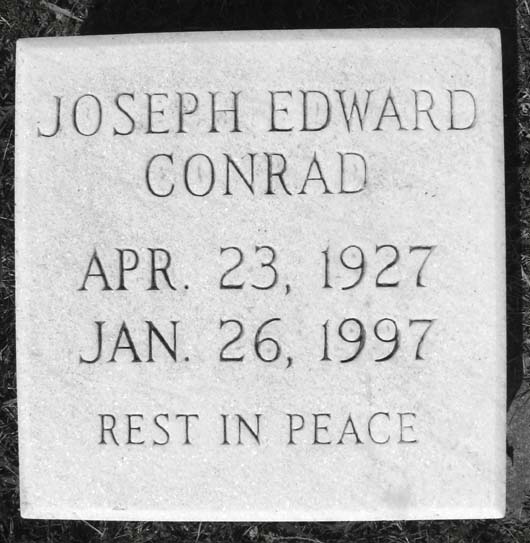 JOSEPH EDWARD
CONRAD
APR. 23, 1927
JAN. 26, 1997
REST IN PEACE